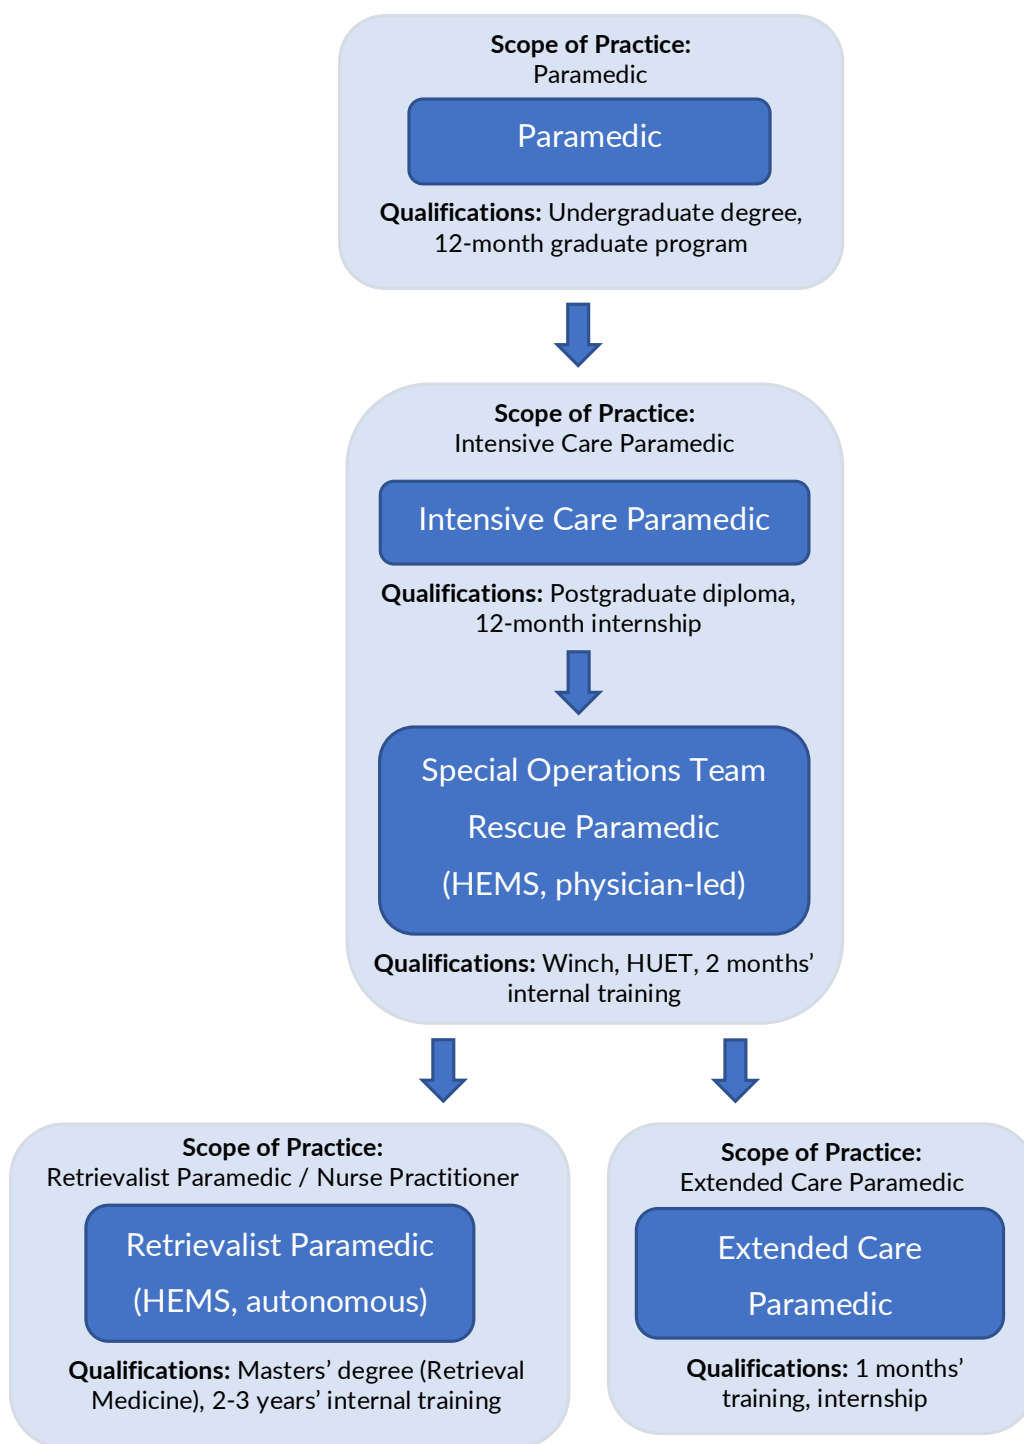 Scope of Practice:
Paramedic
Paramedic
Qualifications: Undergraduate degree,
12-month graduate program
Scope of Practice:
Intensive Care Paramedic
Intensive Care Paramedic
Qualifications: Postgraduate diploma,
12-month internship
Special Operations Team
Rescue Paramedic
(HEMS, physician-led)
Qualifications: Winch, HUET, 2 months’
internal training
Scope of Practice:
Retrievalist Paramedic / Nurse Practitioner
Retrievalist Paramedic
(HEMS, autonomous)
Qualifications: Masters’ degree (Retrieval
Medicine), 2-3 years’ internal training
Scope of Practice:
Extended Care Paramedic
Extended Care
Paramedic
Qualifications: 1 months’
training, internship